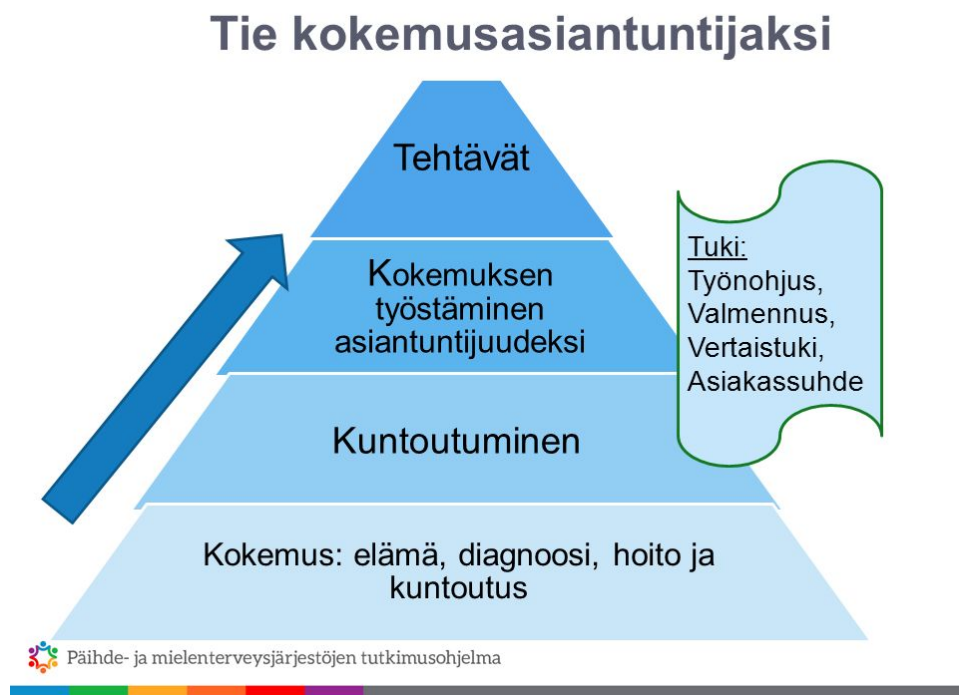 Tie kokemusasiantuntijaksi
Tehtävät
Kokemuksen
työstäminen
asiantuntijuudeksi
Tuki:
Työnohjus,
Valmennus,
Vertaistuki,
Asiakassuhde
Kuntoutuminen
Kokemus: elämä, diagnoosi, hoito ja
kuntoutus
Päihde- ja mielenterveysjärjestöjen tutkimusohjelma